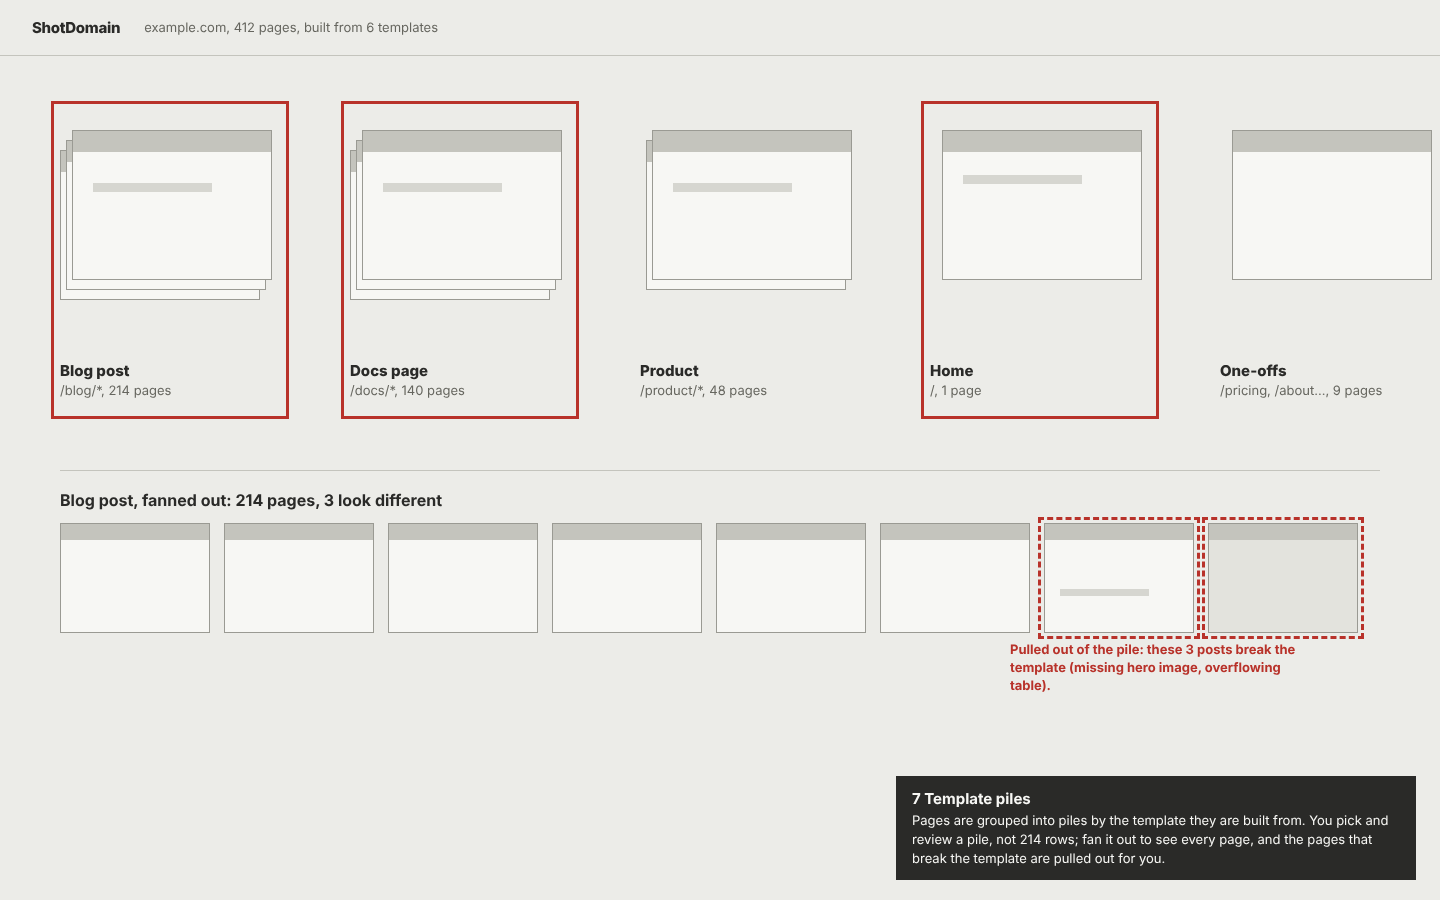 ShotDomain
example.com, 412 pages, built from 6 templates
Blog post
/blog/*, 214 pages
Docs page
/docs/*, 140 pages
Product
/product/*, 48 pages
Home
/, 1 page
One-offs
/pricing, /about..., 9 pages
Blog post, fanned out: 214 pages, 3 look different
Pulled out of the pile: these 3 posts break the
template (missing hero image, overflowing
table).
7 Template piles
Pages are grouped into piles by the template they are built from. You pick and
review a pile, not 214 rows; fan it out to see every page, and the pages that
break the template are pulled out for you.